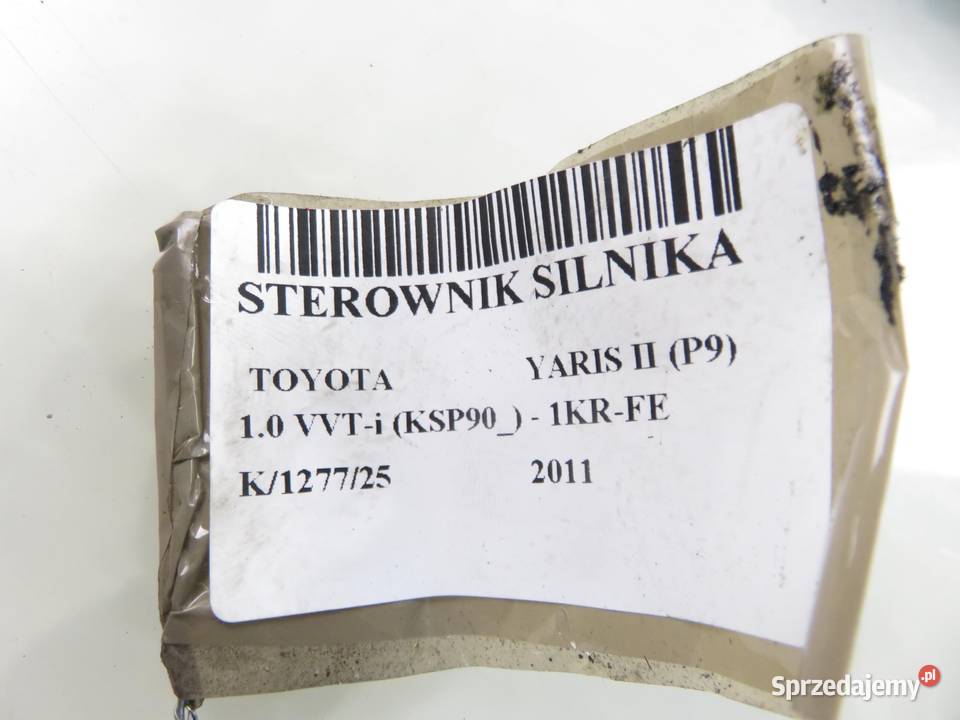 STEROWNIK SILNIKA
TOYOTA YARIS II (P9)
1.0 VVT-i (KSP90_) - 1KR-FE
K/1277/25 2011
Sprzedajemy.pl